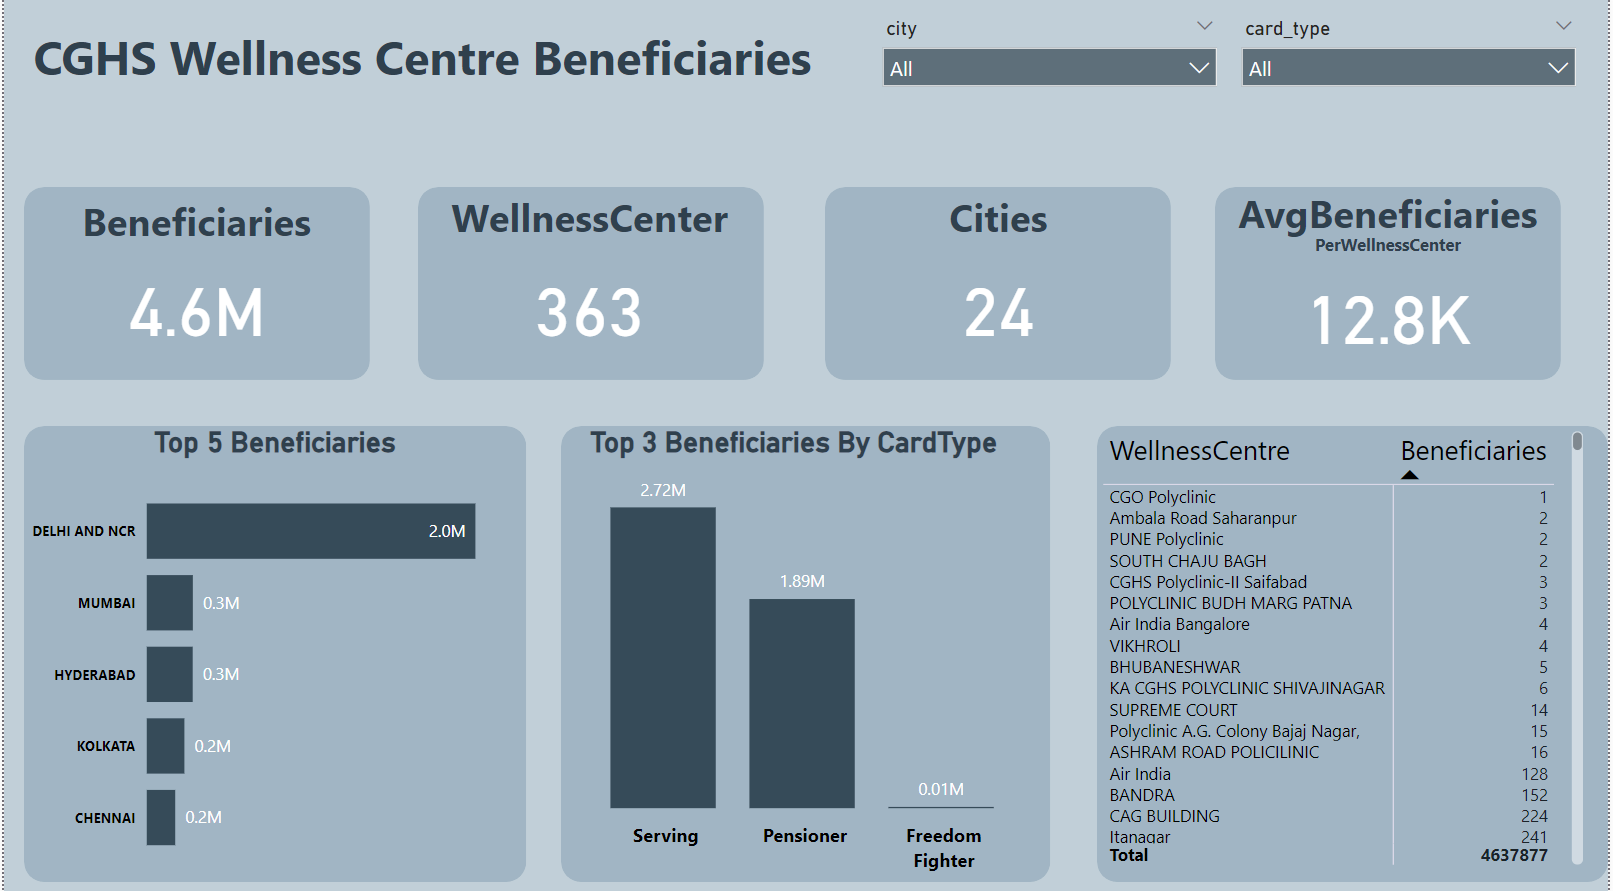 CGHS Wellness Centre Beneficiaries
city
All
card_type
All
Beneficiaries
4.6M
WellnessCenter
363
Cities
24
AvgBeneficiaries
PerWellnessCenter
12.8K
Top 5 Beneficiaries
DELHI AND NCR 2.0M
MUMBAI 0.3M
HYDERABAD 0.3M
KOLKATA 0.2M
CHENNAI 0.2M
Top 3 Beneficiaries By CardType
2.72M
1.89M
0.01M
Serving Pensioner Freedom
Fighter
WellnessCentre Beneficiaries
CGO Polyclinic 1
Ambala Road Saharanpur 2
PUNE Polyclinic 2
SOUTH CHAJU BAGH 2
CGHS Polyclinic-II Saifabad 3
POLYCLINIC BUDH MARG PATNA 3
Air India Bangalore 4
VIKHROLI 4
BHUBANESHWAR 5
KA CGHS POLYCLINIC SHIVAJINAGAR 6
SUPREME COURT 14
Polyclinic A.G. Colony Bajaj Nagar, 15
ASHRAM ROAD POLICILINIC 16
Air India 128
BANDRA 152
CAG BUILDING 224
Itanagar 241
Total 4637877